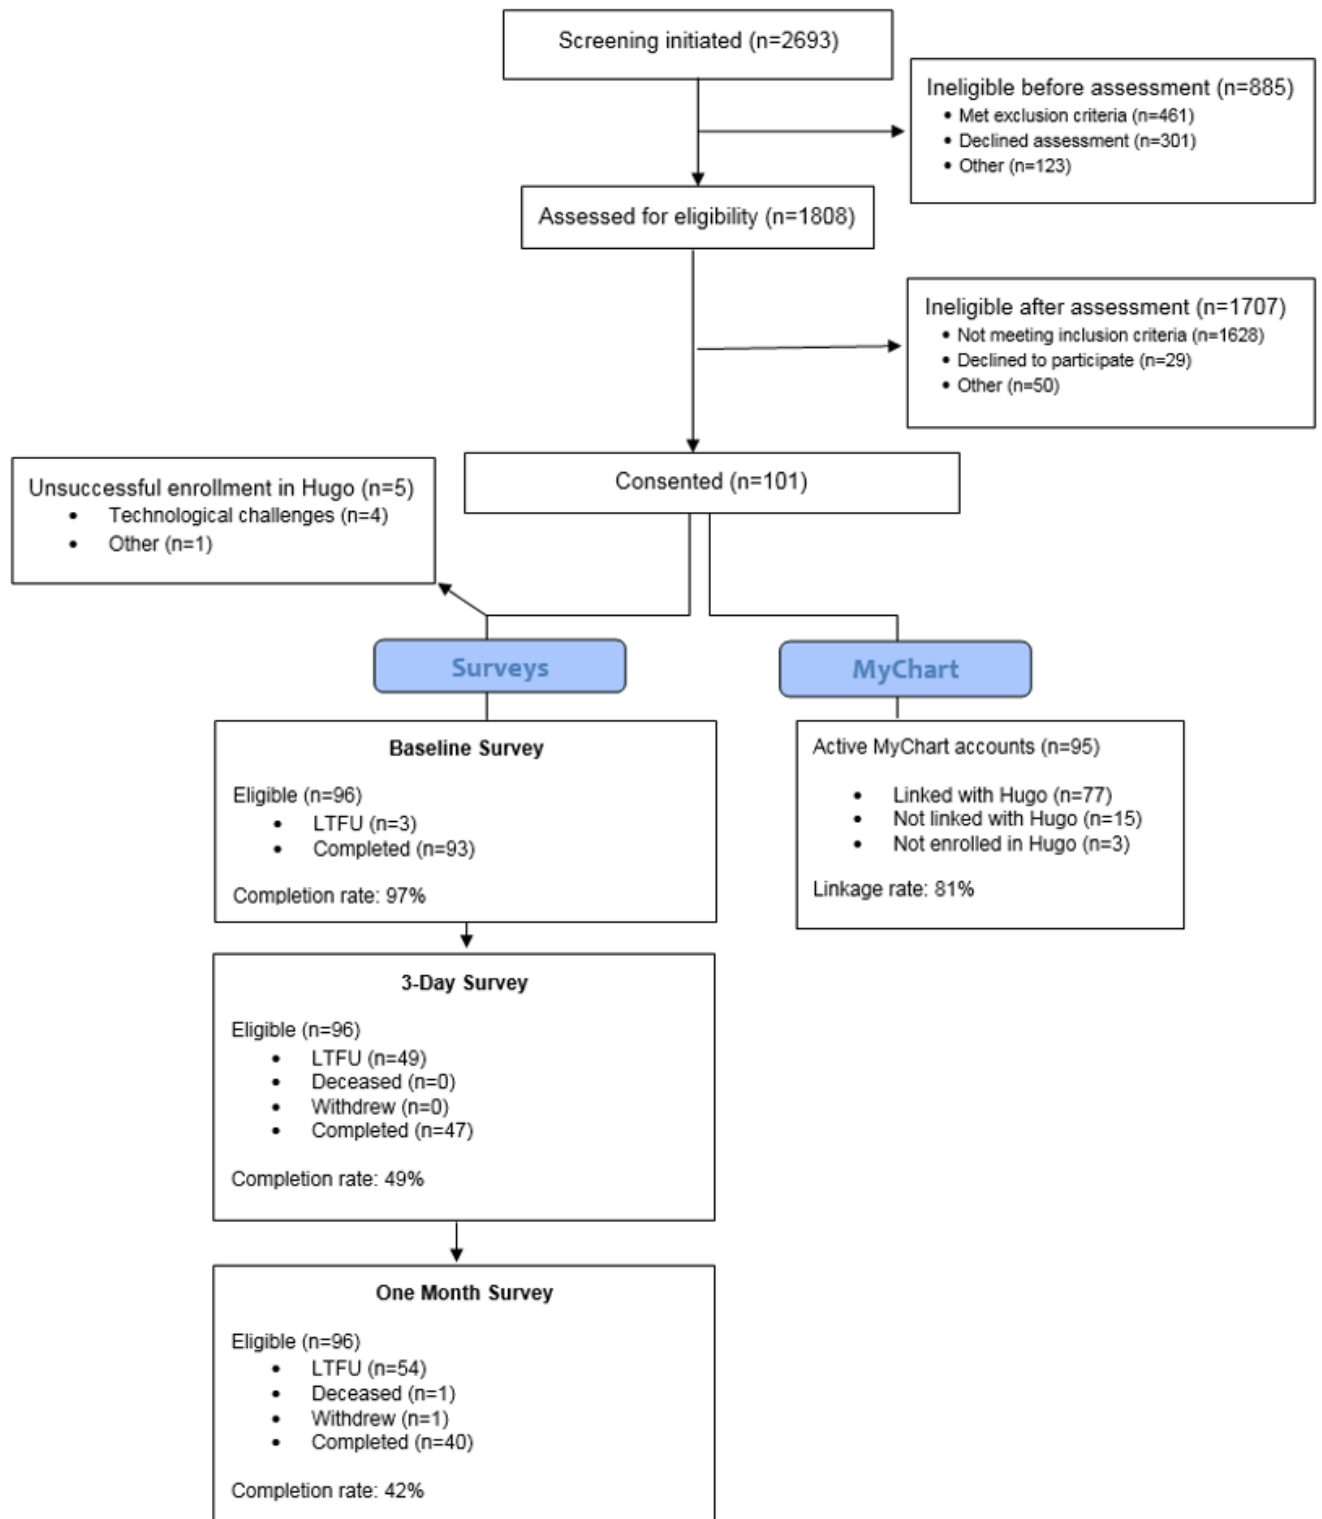 Screening initiated (n=2693)
Ineligible before assessment (n=885)
• Met exclusion criteria (n=461)
• Declined assessment (n=301)
• Other (n=123)
Assessed for eligibility (n=1808)
Ineligible after assessment (n=1707)
• Not meeting inclusion criteria (n=1628)
• Declined to participate (n=29)
• Other (n=50)
Consented (n=101)
Unsuccessful enrollment in Hugo (n=5)
• Technological challenges (n=4)
• Other (n=1)
Surveys
MyChart
Baseline Survey
Eligible (n=96)
• LTFU (n=3)
• Completed (n=93)
Completion rate: 97%
Active MyChart accounts (n=95)
• Linked with Hugo (n=77)
• Not linked with Hugo (n=15)
• Not enrolled in Hugo (n=3)
Linkage rate: 81%
3-Day Survey
Eligible (n=96)
• LTFU (n=49)
• Deceased (n=0)
• Withdrew (n=0)
• Completed (n=47)
Completion rate: 49%
One Month Survey
Eligible (n=96)
• LTFU (n=54)
• Deceased (n=1)
• Withdrew (n=1)
• Completed (n=40)
Completion rate: 42%